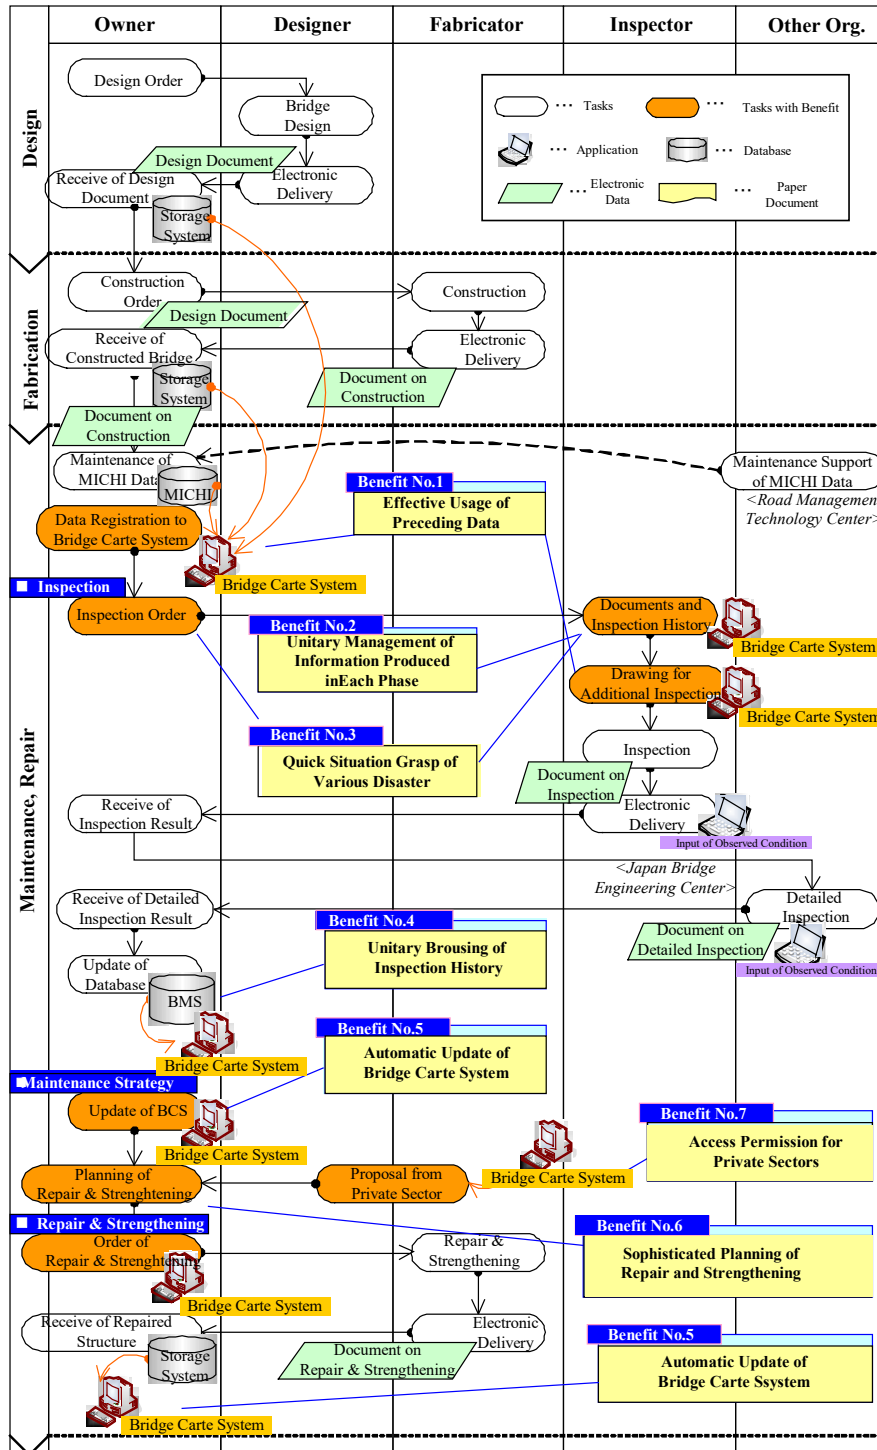 Owner
Designer
Fabricator
Inspector
Other Org.
Design
Design Order
Bridge
Design
Design Document
Receive of Design
Document
Electronic
Delivery
Storage
System
··· Tasks
··· Tasks with Benefit
··· Application
··· Database
··· Electronic
Data
··· Paper
Document
Fabrication
Construction
Order
Construction
Design Document
Receive of
Constructed Bridge
Electronic
Delivery
Storage
System
Document on
Construction
Document on
Construction
Maintenance, Repair
Maintenance of
MICHI Data
MICHI
Maintenance Support
of MICHI Data
<Road Management
Technology Center>
Benefit No.1
Effective Usage of
Preceding Data
Data Registration to
Bridge Carte System
Bridge Carte System
■ Inspection
Inspection Order
Documents and
Inspection History
Bridge Carte System
Benefit No.2
Unitary Management of
Information Produced
inEach Phase
Drawing for
Additional Inspection
Bridge Carte System
Benefit No.3
Quick Situation Grasp of
Various Disaster
Inspection
Document on
Inspection
Receive of
Inspection Result
Electronic
Delivery
Input of Observed Condition
<Japan Bridge
Engineering Center>
Receive of Detailed
Inspection Result
Detailed
Inspection
Document on
Detailed Inspection
Input of Observed Condition
Benefit No.4
Unitary Brousing of
Inspection History
Update of
Database
BMS
Bridge Carte System
Benefit No.5
Automatic Update of
Bridge Carte System
■Maintenance Strategy
Update of BCS
Bridge Carte System
Benefit No.7
Access Permission for
Private Sectors
Planning of
Repair & Strenghtening
Proposal from
Private Sector
Bridge Carte System
■ Repair & Strengthening
Order of
Repair & Strenghtening
Bridge Carte System
Repair &
Strengthening
Benefit No.6
Sophisticated Planning of
Repair and Strengthening
Receive of Repaired
Structure
Electronic
Delivery
Storage
System
Document on
Repair & Strengthening
Benefit No.5
Automatic Update of
Bridge Carte Ssystem
Bridge Carte System